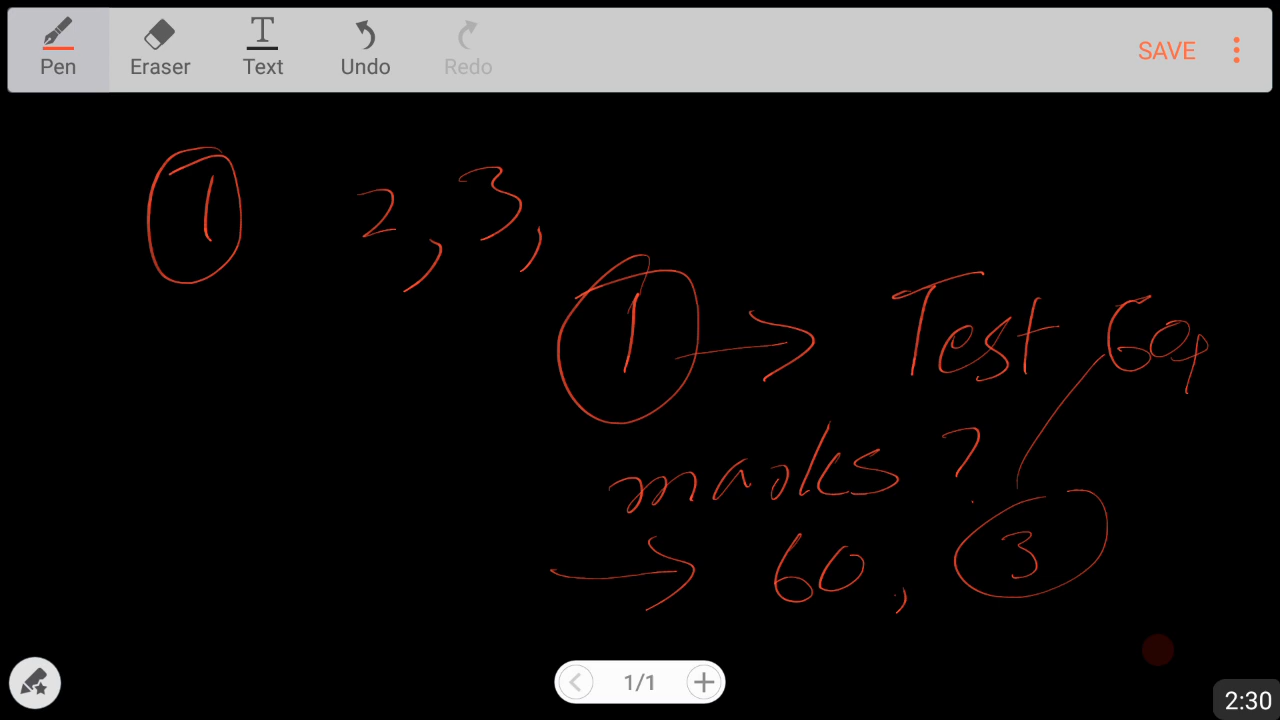 Pen Eraser Text Undo Redo SAVE
1 2, 3,
1 → Test 60,
marks ?
→ 60, 3
1/1
2:30